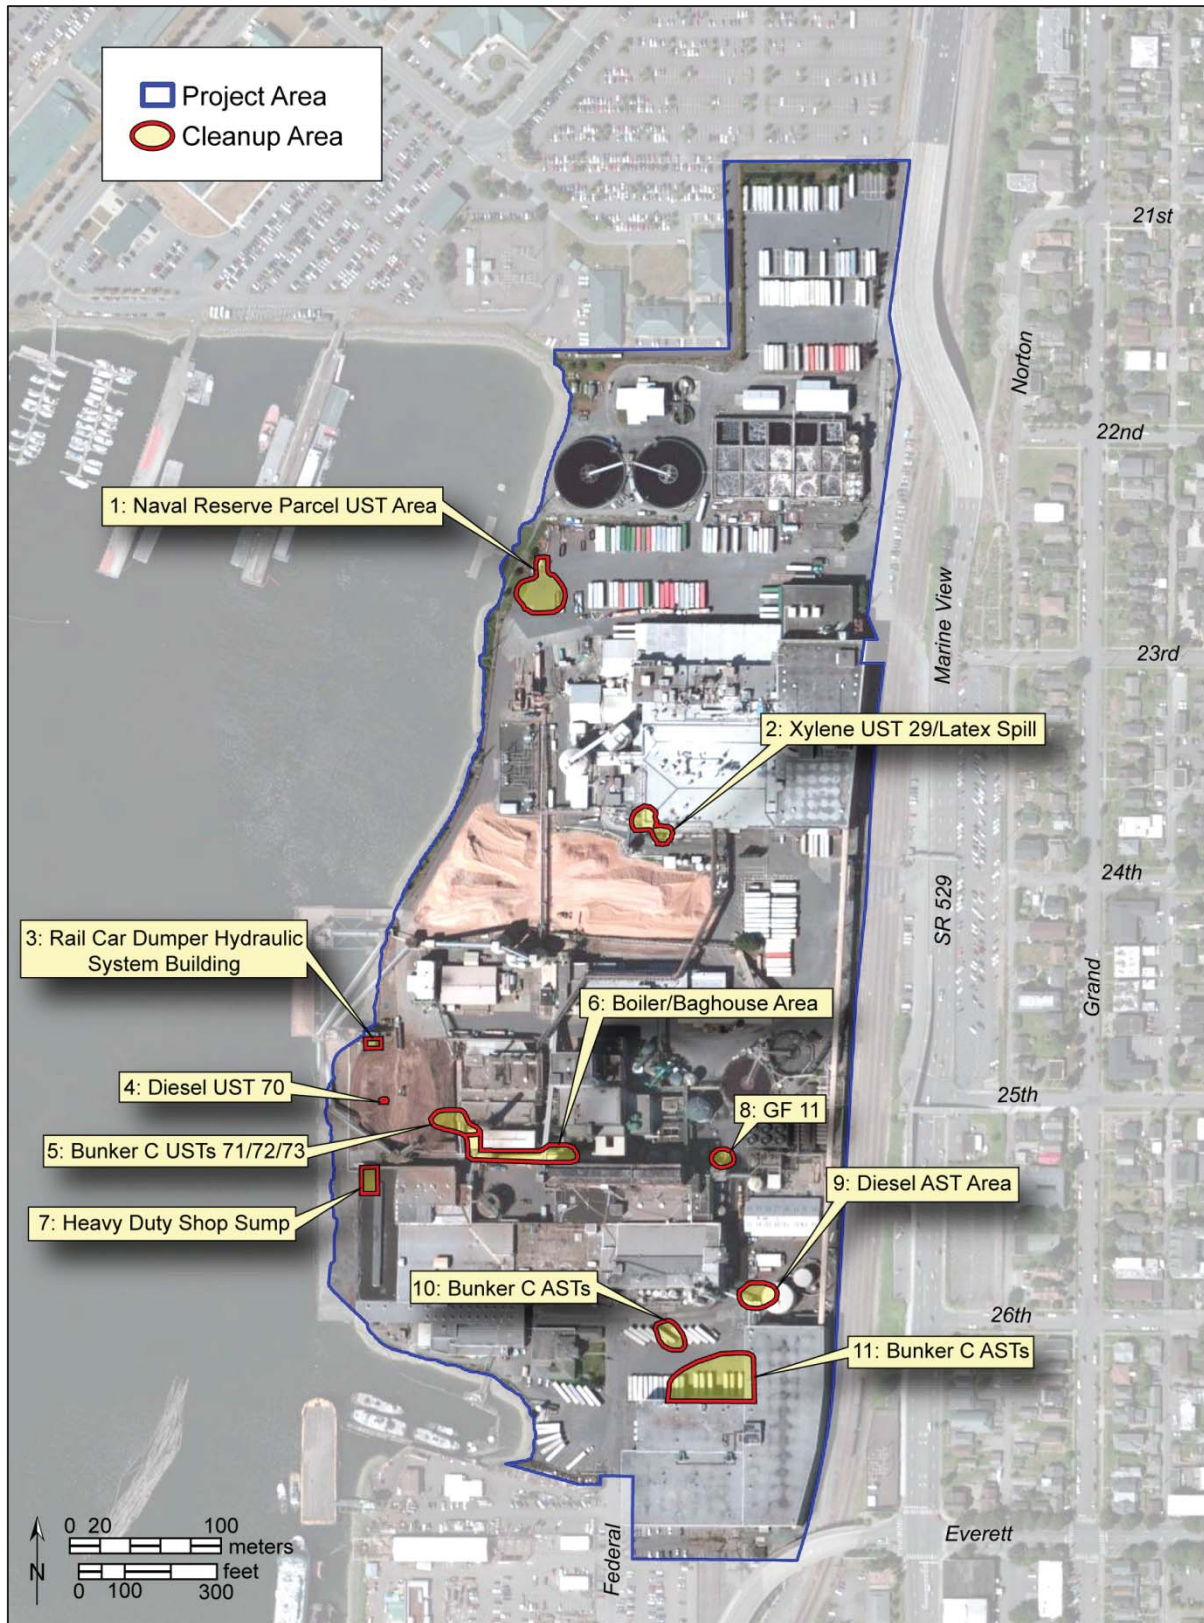 Project Area
Cleanup Area
21st
Norton
22nd
1: Naval Reserve Parcel UST Area
Marine View
23rd
2: Xylene UST 29/Latex Spill
24th
SR 529
3: Rail Car Dumper Hydraulic
System Building
Grand
6: Boiler/Baghouse Area
4: Diesel UST 70
25th
8: GF 11
5: Bunker C USTs 71/72/73
9: Diesel AST Area
7: Heavy Duty Shop Sump
10: Bunker C ASTs
26th
11: Bunker C ASTs
0 20 100
meters
feet
0 100 300
N
Federal
Everett